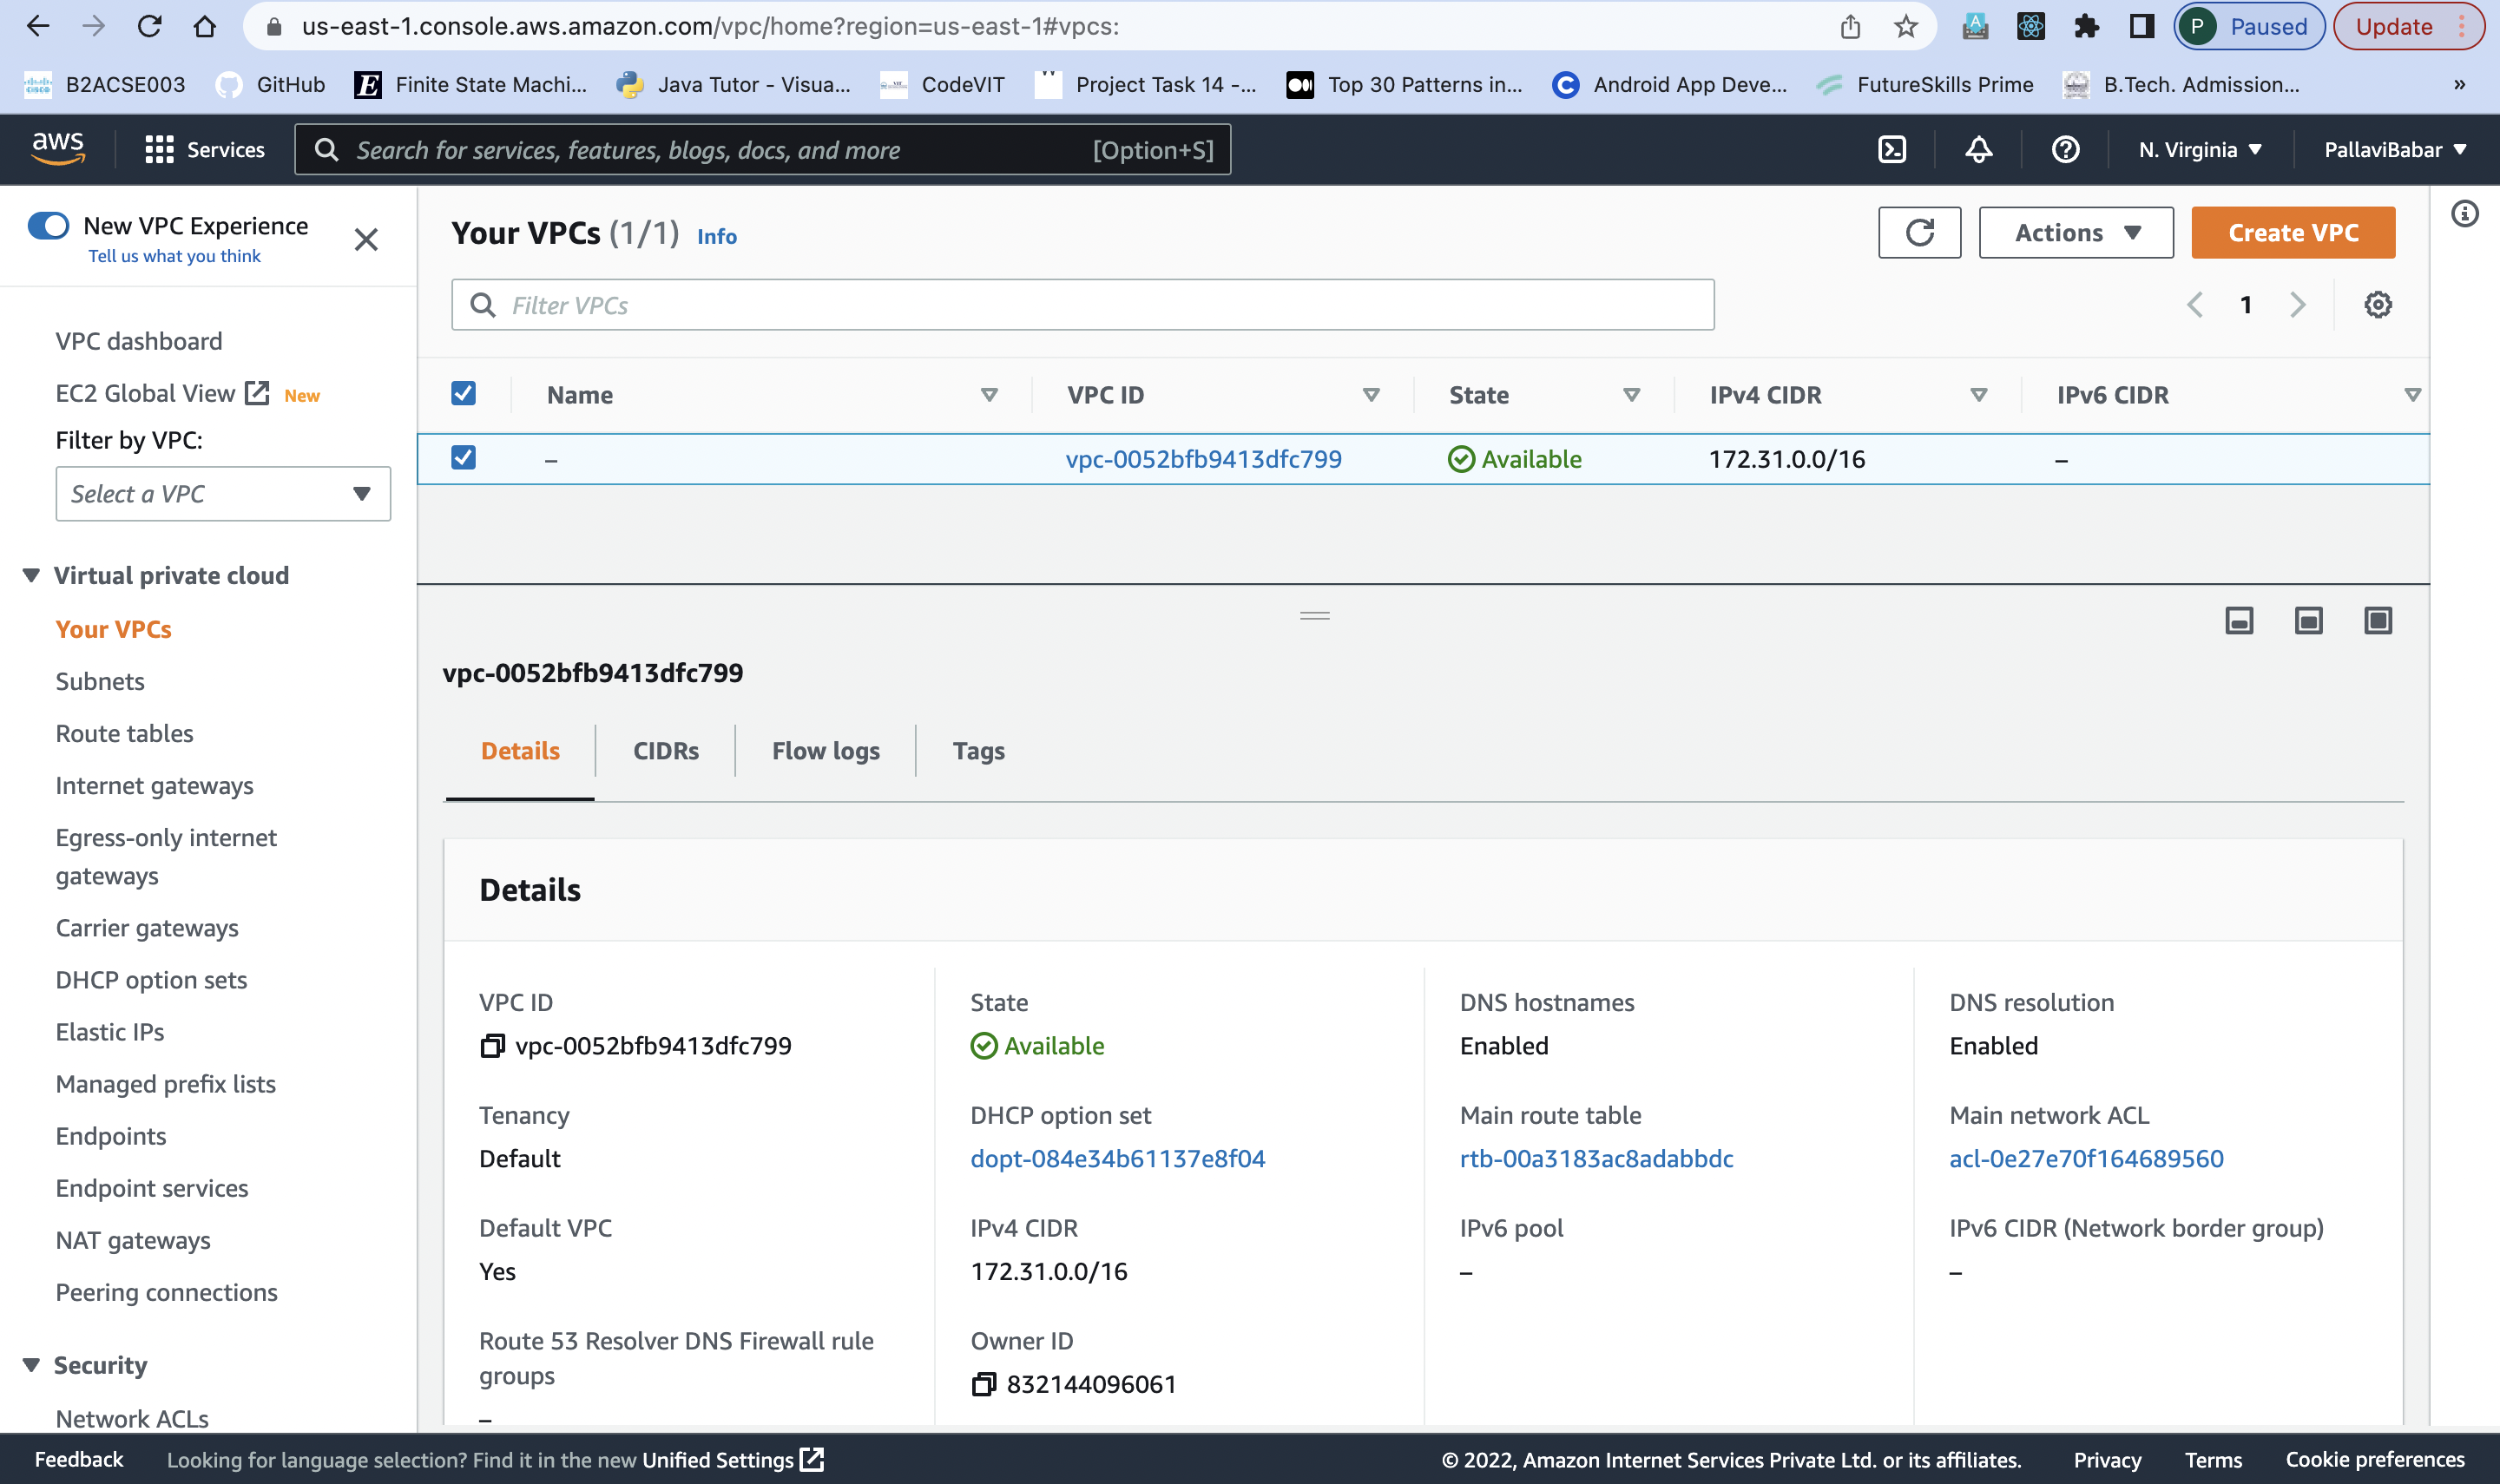 us-east-1.console.aws.amazon.com/vpc/home?region=us-east-1#vpcs:
P Paused
Update
B2ACSE003
GitHub
Finite State Machi...
Java Tutor - Visua...
CodeVIT
Project Task 14 -...
Top 30 Patterns in...
Android App Deve...
FutureSkills Prime
B.Tech. Admission...
»
aws
Services
Search for services, features, blogs, docs, and more [Option+S]
N. Virginia
PallaviBabar
New VPC Experience
Tell us what you think
VPC dashboard
EC2 Global View New
Filter by VPC:
Select a VPC
Virtual private cloud
Your VPCs
Subnets
Route tables
Internet gateways
Egress-only internet
gateways
Carrier gateways
DHCP option sets
Elastic IPs
Managed prefix lists
Endpoints
Endpoint services
NAT gateways
Peering connections
Security
Network ACLs
Your VPCs (1/1) Info
Actions
Create VPC
Filter VPCs
1
Name VPC ID State IPv4 CIDR IPv6 CIDR
– vpc-0052bfb9413dfc799 Available 172.31.0.0/16 –
vpc-0052bfb9413dfc799
Details CIDRs Flow logs Tags
Details
VPC ID
vpc-0052bfb9413dfc799
State
Available
DNS hostnames
Enabled
DNS resolution
Enabled
Tenancy
Default
DHCP option set
dopt-084e34b61137e8f04
Main route table
rtb-00a3183ac8adabbdc
Main network ACL
acl-0e27e70f164689560
Default VPC
Yes
IPv4 CIDR
172.31.0.0/16
IPv6 pool
–
IPv6 CIDR (Network border group)
–
Route 53 Resolver DNS Firewall rule
groups
–
Owner ID
832144096061
Feedback
Looking for language selection? Find it in the new Unified Settings
© 2022, Amazon Internet Services Private Ltd. or its affiliates.
Privacy
Terms
Cookie preferences